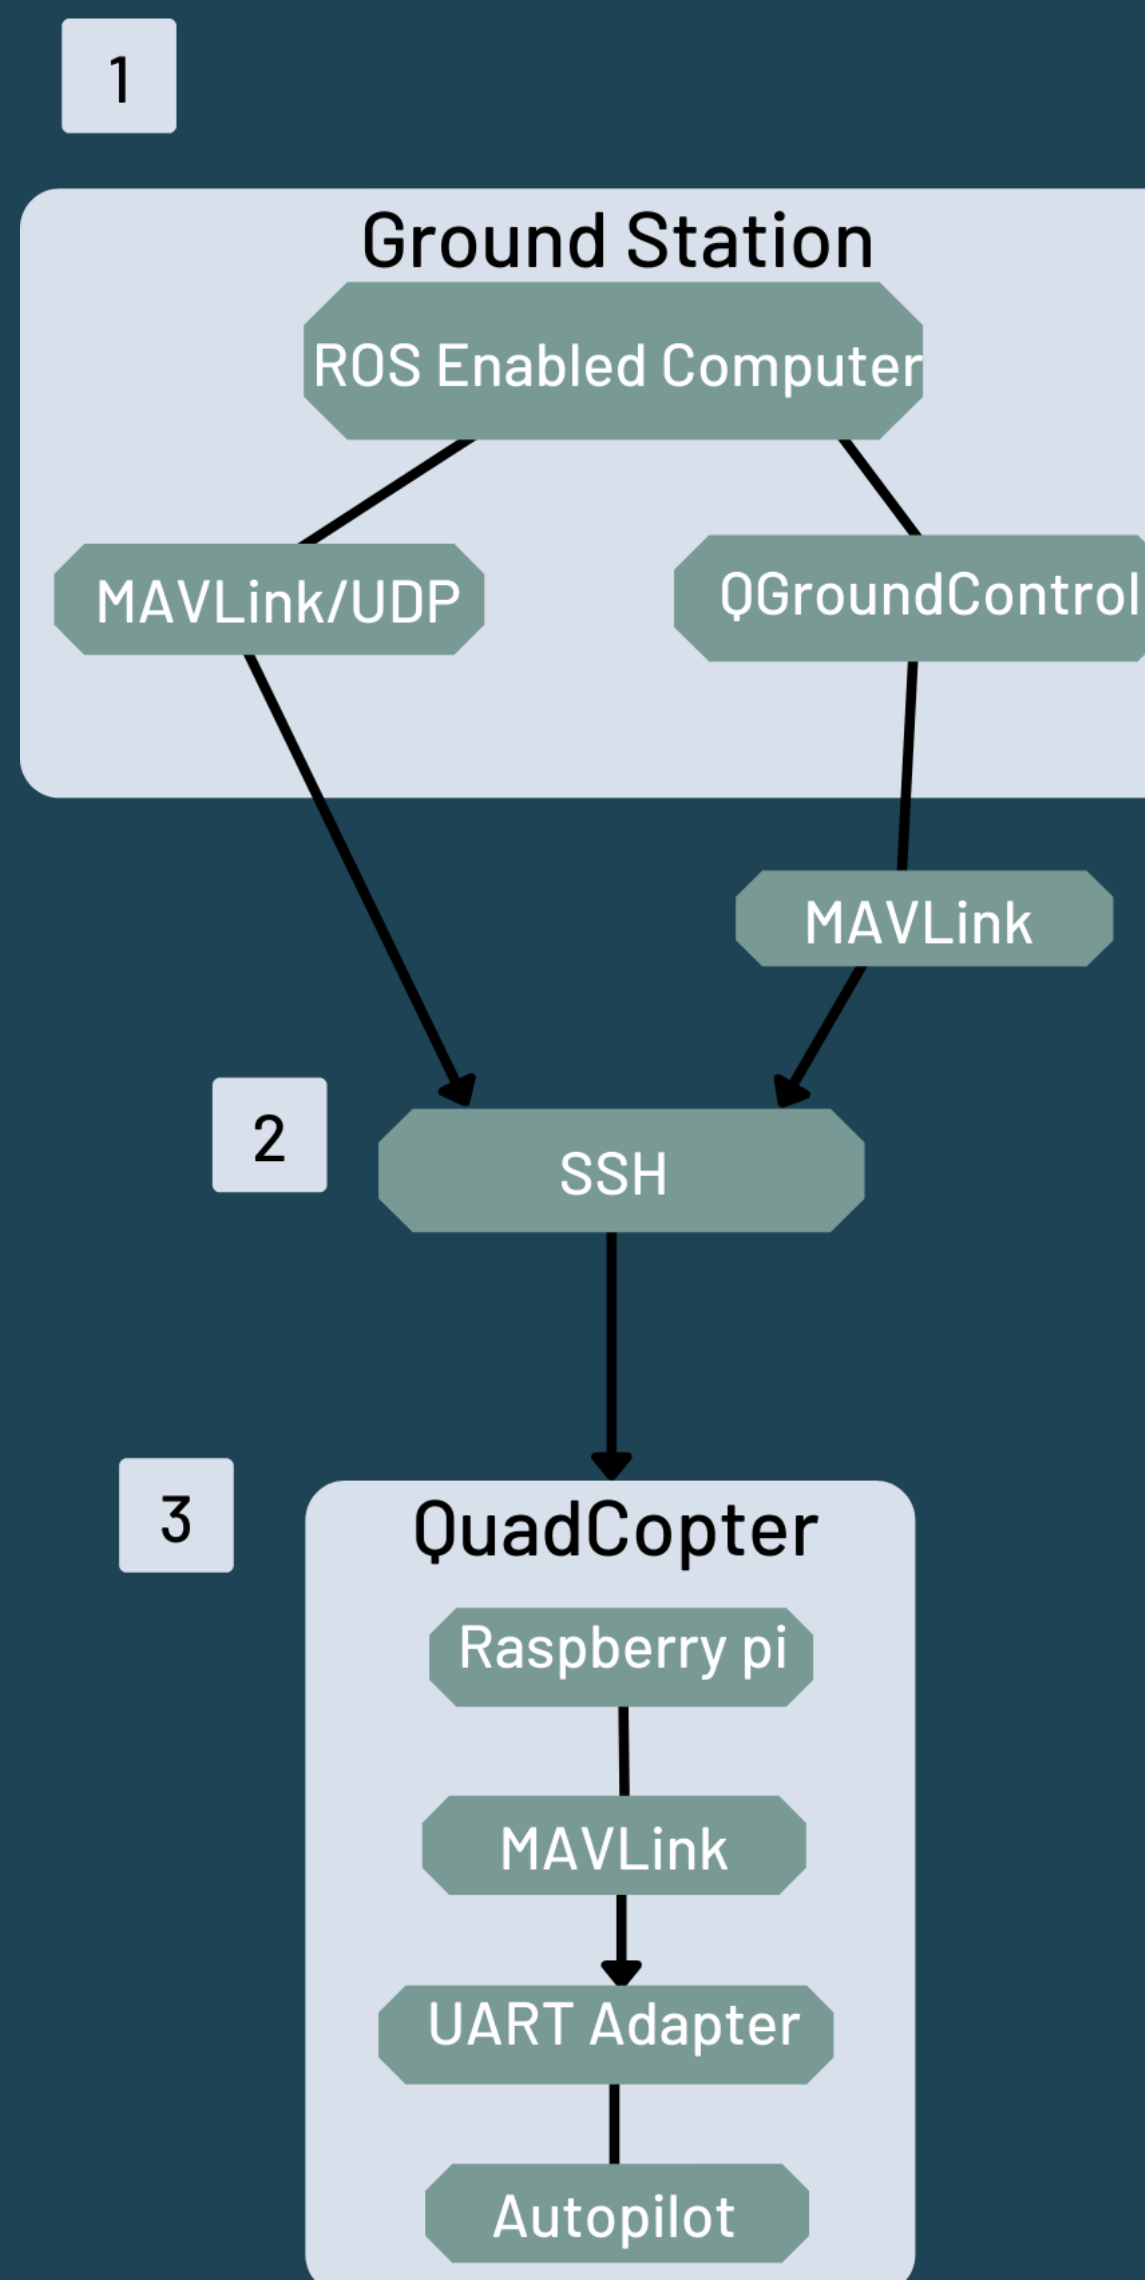 1
Ground Station
ROS Enabled Computer
MAVLink/UDP
QGroundControl
MAVLink
2
SSH
3
QuadCopter
Raspberry pi
MAVLink
UART Adapter
Autopilot